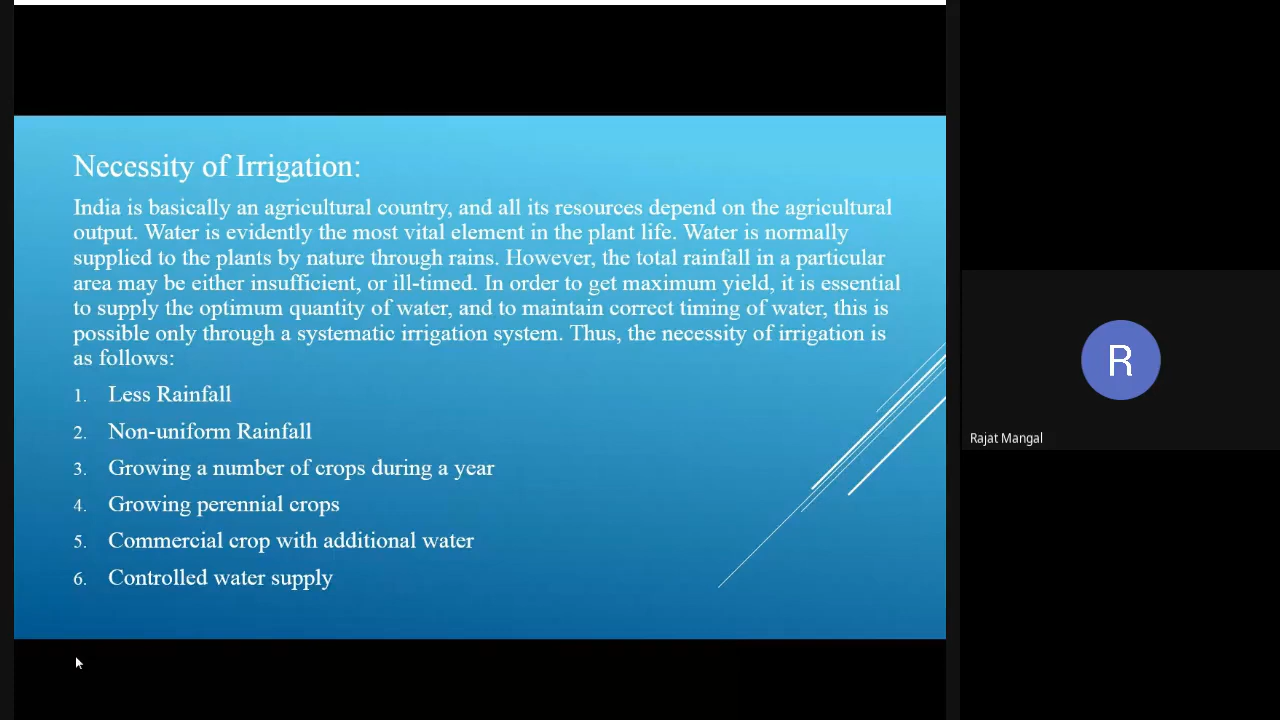 Necessity of Irrigation:
India is basically an agricultural country, and all its resources depend on the agricultural
output. Water is evidently the most vital element in the plant life. Water is normally
supplied to the plants by nature through rains. However, the total rainfall in a particular
area may be either insufficient, or ill-timed. In order to get maximum yield, it is essential
to supply the optimum quantity of water, and to maintain correct timing of water, this is
possible only through a systematic irrigation system. Thus, the necessity of irrigation is
as follows:
1. Less Rainfall
2. Non-uniform Rainfall
3. Growing a number of crops during a year
4. Growing perennial crops
5. Commercial crop with additional water
6. Controlled water supply
R
Rajat Mangal